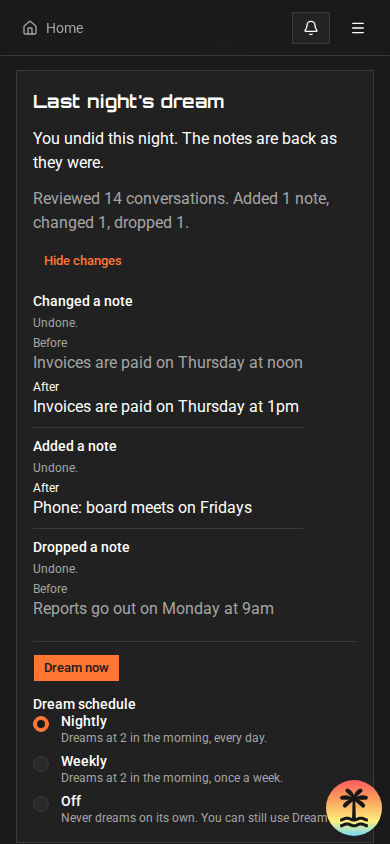 Home
Last night's dream
You undid this night. The notes are back as
they were.
Reviewed 14 conversations. Added 1 note,
changed 1, dropped 1.
Hide changes
Changed a note
Undone.
Before
Invoices are paid on Thursday at noon
After
Invoices are paid on Thursday at 1pm
Added a note
Undone.
After
Phone: board meets on Fridays
Dropped a note
Undone.
Before
Reports go out on Monday at 9am
Dream now
Dream schedule
Nightly
Dreams at 2 in the morning, every day.
Weekly
Dreams at 2 in the morning, once a week.
Off
Never dreams on its own. You can still use Dream